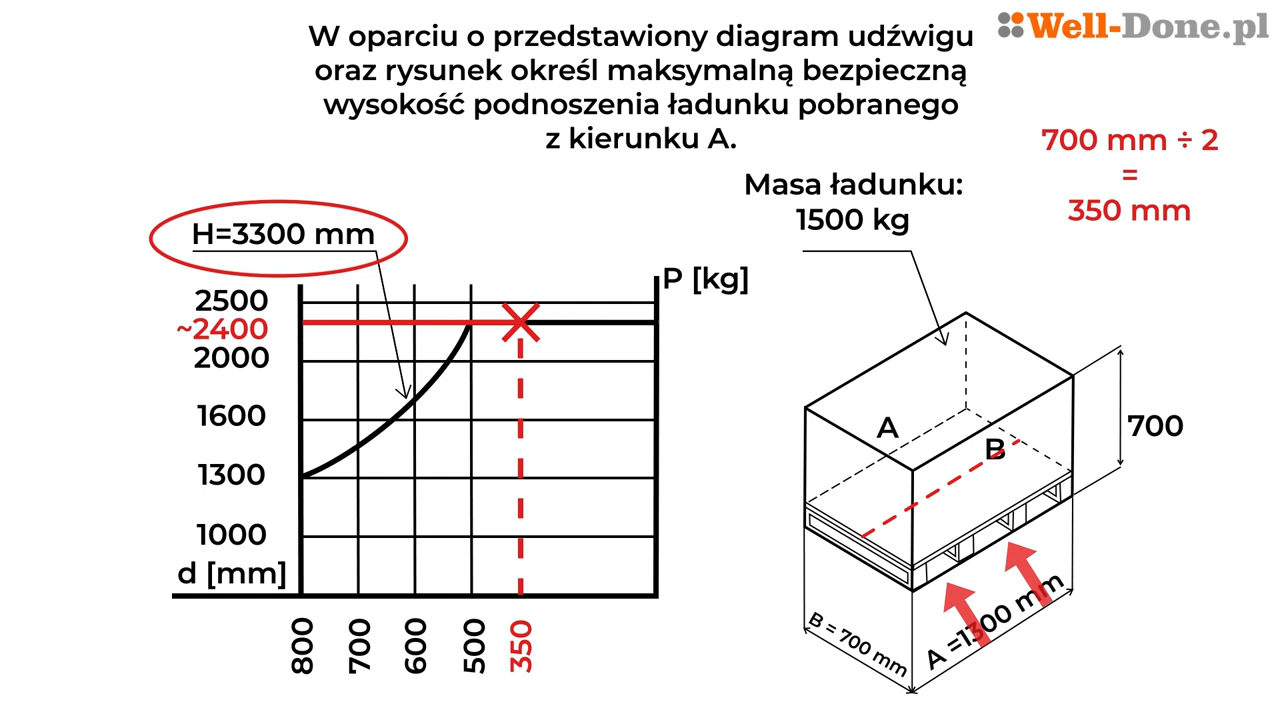 W oparciu o przedstawiony diagram udźwigu
oraz rysunek określ maksymalną bezpieczną
wysokość podnoszenia ładunku pobranego
z kierunku A.
Well-Done.pl
700 mm ÷ 2
=
350 mm
Masa ładunku:
1500 kg
H=3300 mm
P [kg]
2500
~2400
2000
1600
1300
1000
d [mm]
800
700
600
500
350
A
B
700
B = 700 mm
A =1300 mm